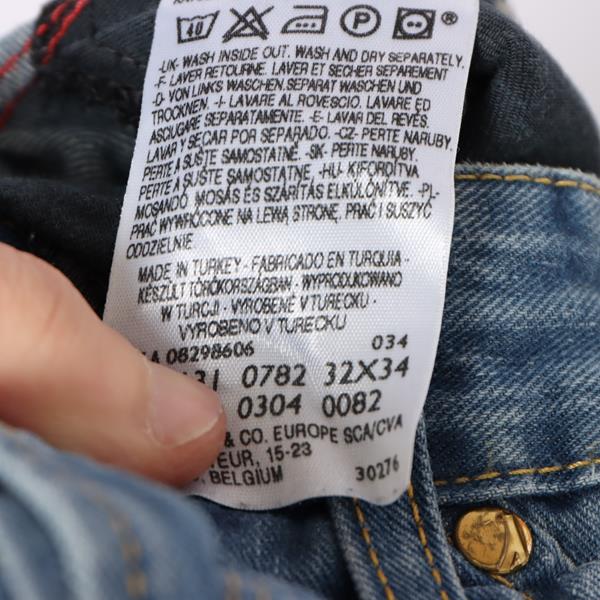 40 P ®
-UK- WASH INSIDE OUT. WASH AND DRY SEPARATELY.
-F- LAVER RETOURNE. LAVER ET SECHER SEPAREMENT
-D- VON LINKS WASCHEN.SEPARAT WASCHEN UND
TROCKNEN. -I- LAVARE AL ROVESCIO. LAVARE ED
ASCIUGARE SEPARATAMENTE. -E- LAVAR DEL REVES.
LAVAR Y SECAR POR SEPARADO. -CZ- PERTE NARUBY.
PERTE A SUŠTE SAMOSTATNĚ. -SK- PERTE NARUBY.
PERTE A SUŠTE SAMOSTATNE. -HU- KIFORDÍTVA
MOSANDÓ. MOSÁS ÉS SZÁRÍTÁS ELKÜLÖNÍTVE. -PL-
PRAĆ WYWRÓCONE NA LEWĄ STRONĘ, PRAĆ I SUSZYĆ
ODDZIELNIE.
MADE IN TURKEY - FABRICADO EN TURQUIA -
KÉSZÜLT TÖRÖKORSZÁGBAN - WYPRODUKOWANO
W TURCJI - VYROBENÉ V TURECKU -
VYROBENO V TURECKU
08298606 034
0782 32X34
0304 0082
& CO. EUROPE SCA/CVA
15-23
BELGIUM 30276